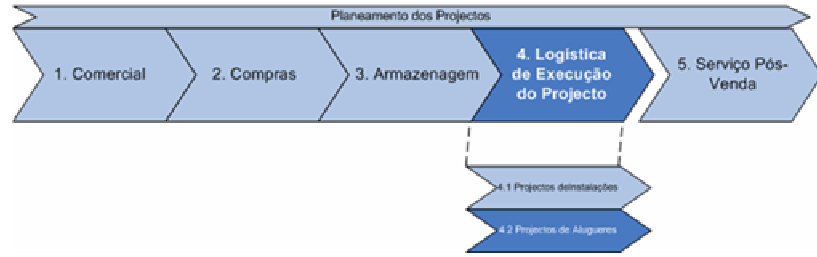 Planeamento dos Projectos
1. Comercial
2. Compras
3. Armazenagem
4. Logística
de Execução
do Projecto
5. Serviço Pós-
Venda
4.1 Projectos deInstalações
4.2 Projectos de Alugueres